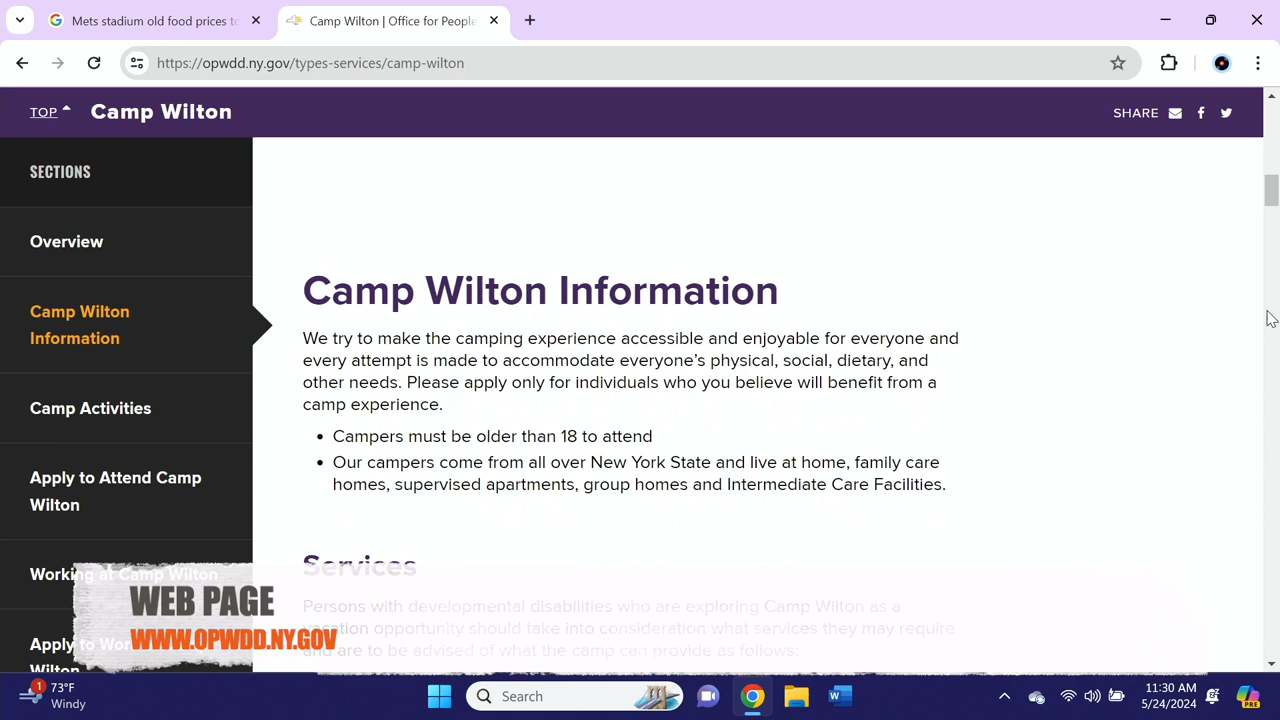 Mets stadium old food prices to
Camp Wilton | Office for People
https://opwdd.ny.gov/types-services/camp-wilton
TOP
Camp Wilton
SHARE
SECTIONS
Overview
Camp Wilton
Information
Camp Activities
Apply to Attend Camp
Wilton
Working at Camp Wilton
Apply to Wor
Wilton
Camp Wilton Information
We try to make the camping experience accessible and enjoyable for everyone and
every attempt is made to accommodate everyone’s physical, social, dietary, and
other needs. Please apply only for individuals who you believe will benefit from a
camp experience.
• Campers must be older than 18 to attend
• Our campers come from all over New York State and live at home, family care
homes, supervised apartments, group homes and Intermediate Care Facilities.
Services
Persons with developmental disabilities who are exploring Camp Wilton as a
vacation opportunity should take into consideration what services they may require
and are to be advised of what the camp can provide as follows:
WEB PAGE
WWW.OPWDD.NY.GOV
1
73°F
Windy
Search
11:30 AM
5/24/2024
PRE